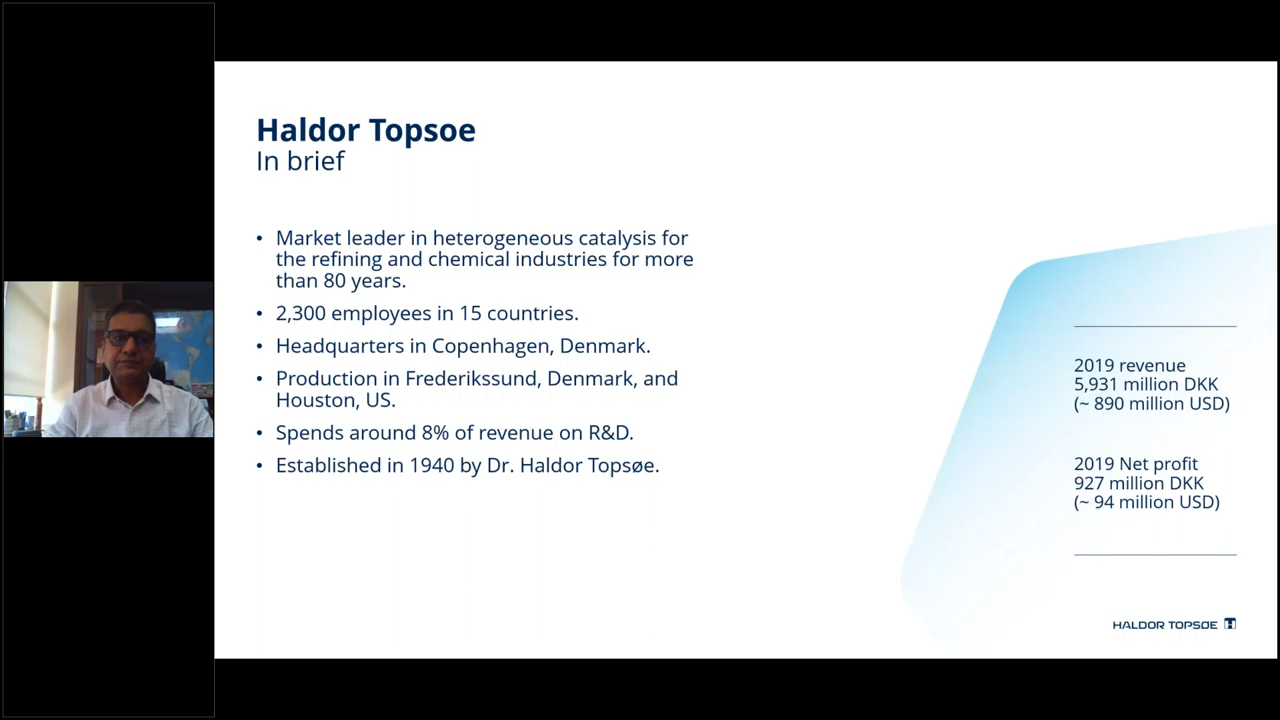 Haldor Topsoe
In brief
• Market leader in heterogeneous catalysis for
the refining and chemical industries for more
than 80 years.
• 2,300 employees in 15 countries.
• Headquarters in Copenhagen, Denmark.
• Production in Frederikssund, Denmark, and
Houston, US.
• Spends around 8% of revenue on R&D.
• Established in 1940 by Dr. Haldor Topsøe.
2019 revenue
5,931 million DKK
(~ 890 million USD)
2019 Net profit
927 million DKK
(~ 94 million USD)
HALDOR TOPSØE